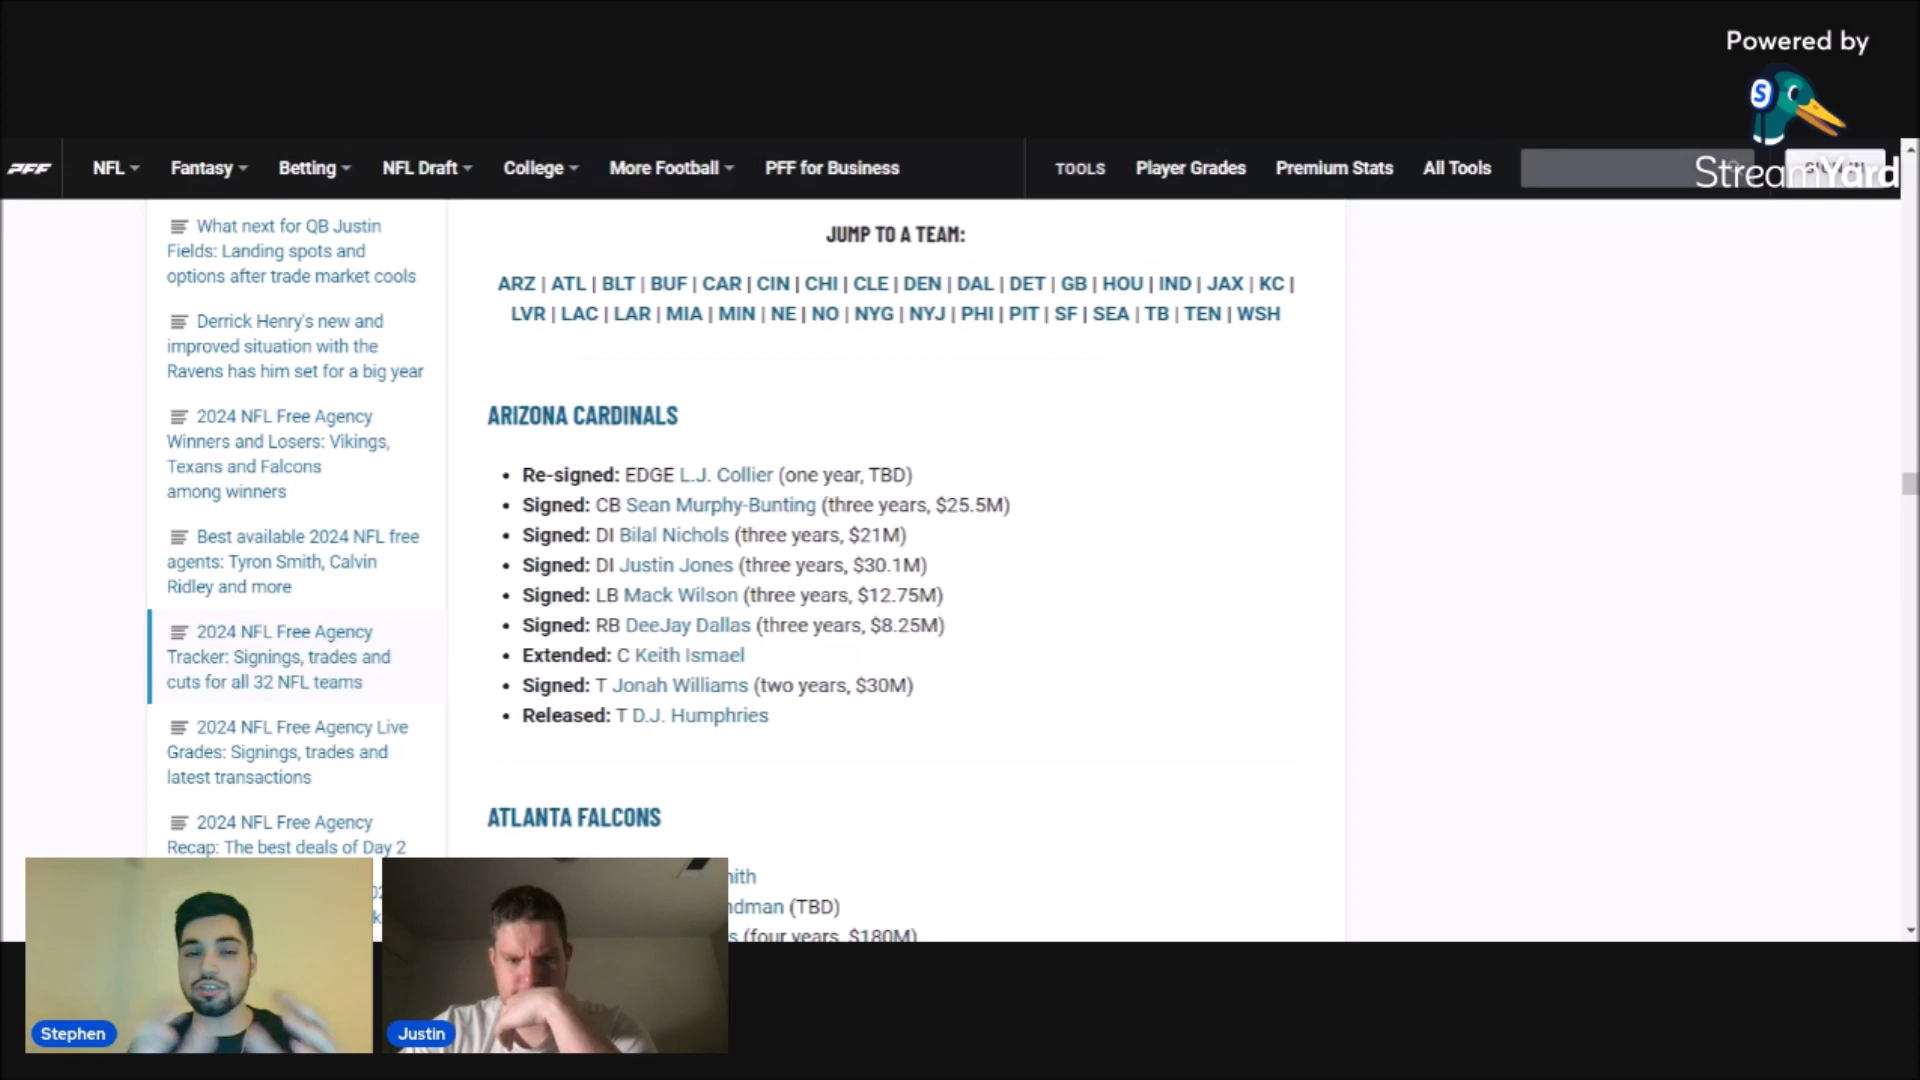 Powered by
S
StreamYard
PFF
NFL
Fantasy
Betting
NFL Draft
College
More Football
PFF for Business
TOOLS
Player Grades
Premium Stats
All Tools
What next for QB Justin
Fields: Landing spots and
options after trade market cools
Derrick Henry's new and
improved situation with the
Ravens has him set for a big year
2024 NFL Free Agency
Winners and Losers: Vikings,
Texans and Falcons
among winners
Best available 2024 NFL free
agents: Tyron Smith, Calvin
Ridley and more
2024 NFL Free Agency
Tracker: Signings, trades and
cuts for all 32 NFL teams
2024 NFL Free Agency Live
Grades: Signings, trades and
latest transactions
2024 NFL Free Agency
Recap: The best deals of Day 2
JUMP TO A TEAM:
ARZ | ATL | BLT | BUF | CAR | CIN | CHI | CLE | DEN | DAL | DET | GB | HOU | IND | JAX | KC |
LVR | LAC | LAR | MIA | MIN | NE | NO | NYG | NYJ | PHI | PIT | SF | SEA | TB | TEN | WSH
ARIZONA CARDINALS
• Re-signed: EDGE L.J. Collier (one year, TBD)
• Signed: CB Sean Murphy-Bunting (three years, $25.5M)
• Signed: DI Bilal Nichols (three years, $21M)
• Signed: DI Justin Jones (three years, $30.1M)
• Signed: LB Mack Wilson (three years, $12.75M)
• Signed: RB DeeJay Dallas (three years, $8.25M)
• Extended: C Keith Ismael
• Signed: T Jonah Williams (two years, $30M)
• Released: T D.J. Humphries
ATLANTA FALCONS
(TBD)
(four years, $180M)
Stephen
Justin